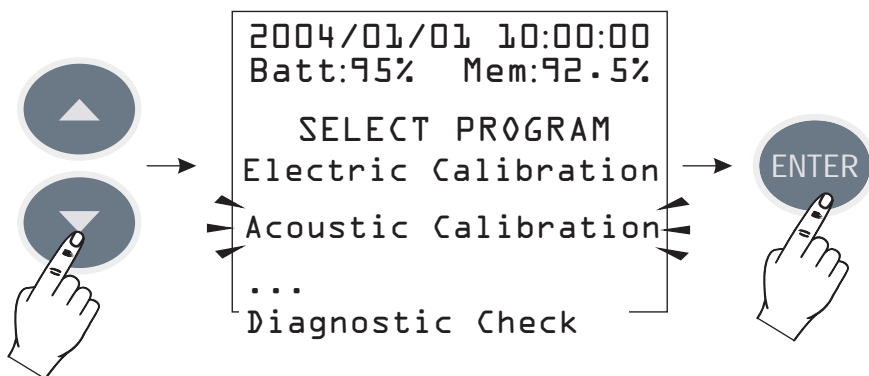 2004/01/01 10:00:00
Batt:95% Mem:92.5%
SELECT PROGRAM
Electric Calibration
ENTER
Acoustic Calibration
...
Diagnostic Check